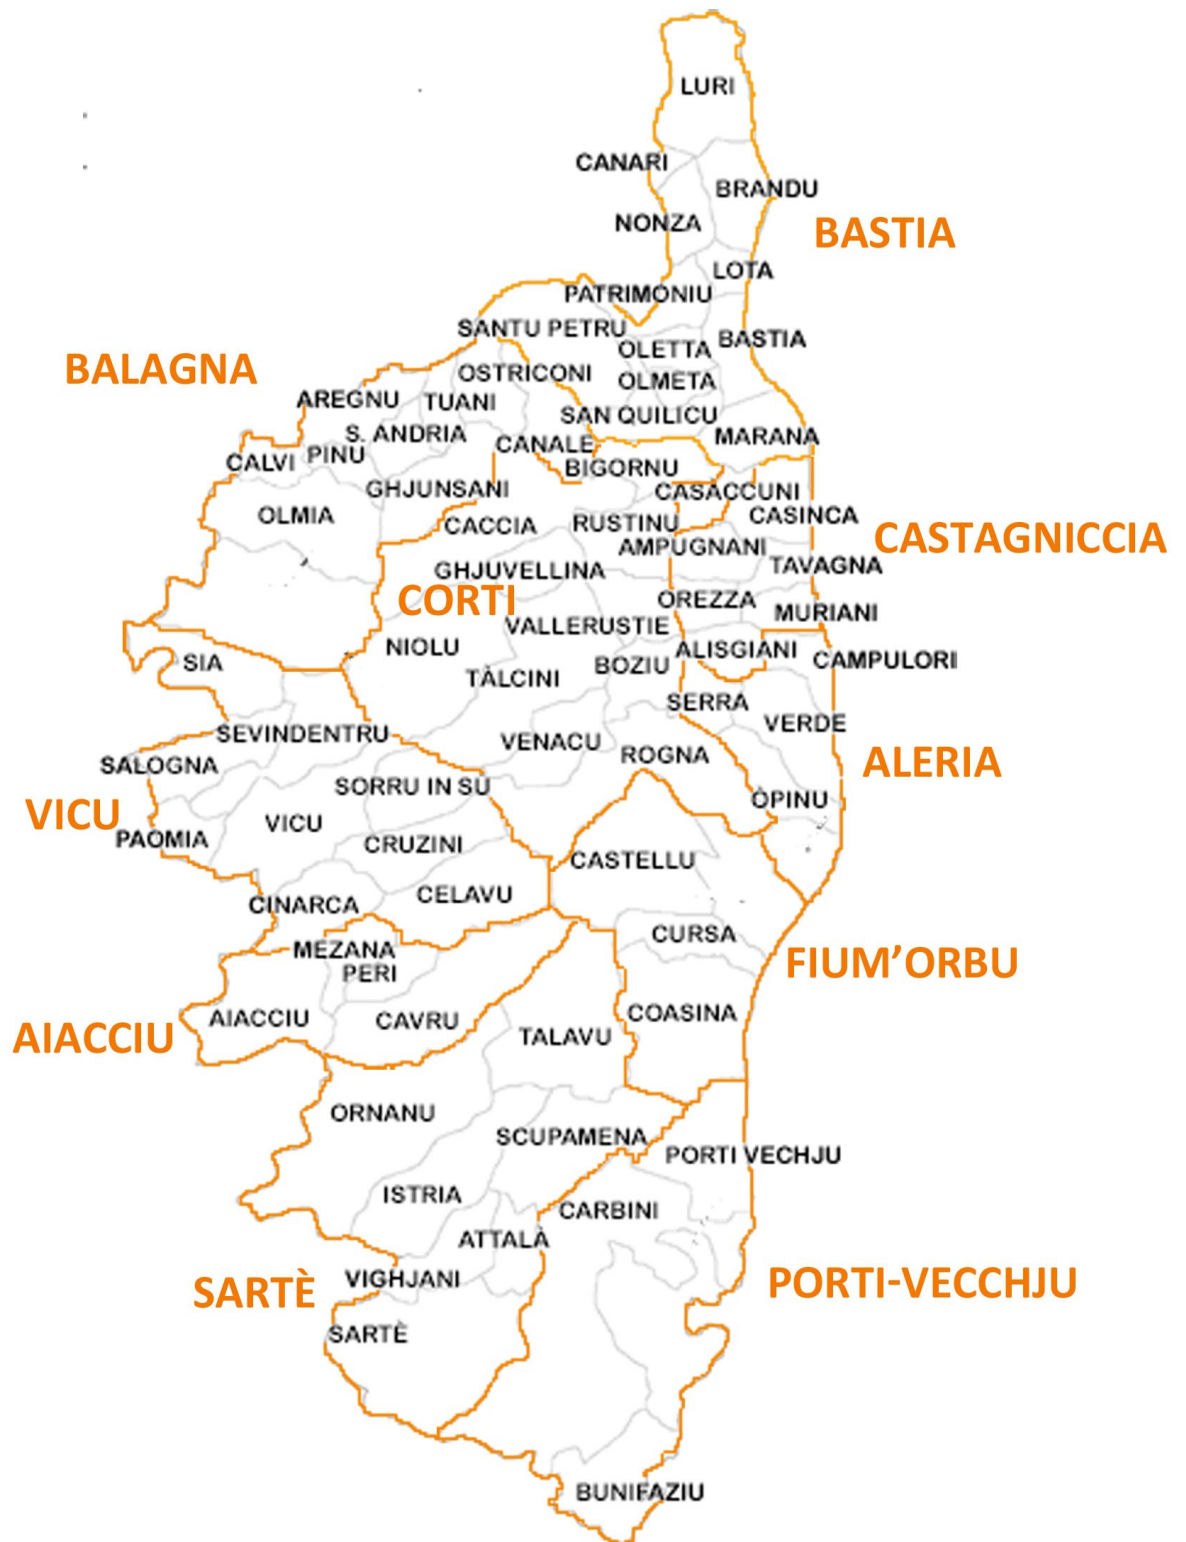 LURI
CANARI
BRANDU
NONZA
BASTIA
LOTA
PATRIMONIU
SANTU PETRU
BASTIA
OLETTA
BALAGNA
OSTRICONI
OLMETA
AREGNU
TUANI
SAN QUILICU
S. ANDRIA
MARANA
CANALE
PINU
CALVI
BIGORNU
GHJUNSANI
CASACCUNI
OLMIA
CASINCA
CACCIA
RUSTINU
CASTAGNICCIA
AMPUGNANI
TAVAGNA
GHJUVELLINA
CORTI
OREZZA
MURIANI
VALLERUSTIE
NIOLU
ALISGIANI
CAMPULORI
SIA
BOZIU
TÀLCINI
SERRA
VERDE
SEVINDENTRU
VENACU
ROGNA
SALOGNA
ALERIA
SORRU IN SU
ÒPINU
VICU
VICU
PAOMIA
CRUZINI
CASTELLU
CELAVU
CINARCA
CURSA
MEZANA
FIUM'ORBU
PERI
COASINA
AIACCIU
CAVRU
AIACCIU
TALAVU
ORNANU
SCUPAMENA
PORTI VECHJU
ISTRIA
CARBINI
ATTALÀ
VIGHJANI
PORTI-VECCHJU
SARTÈ
SARTÈ
BUNIFAZIU